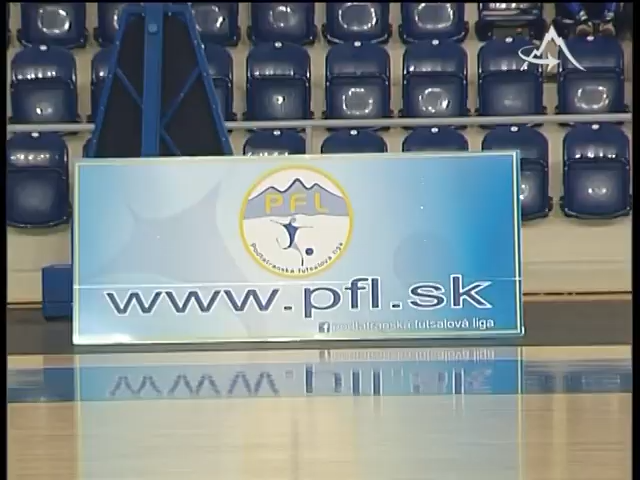 PFL
Podtatranská futsalová liga
www.pfl.sk
podtatranská futsalová liga